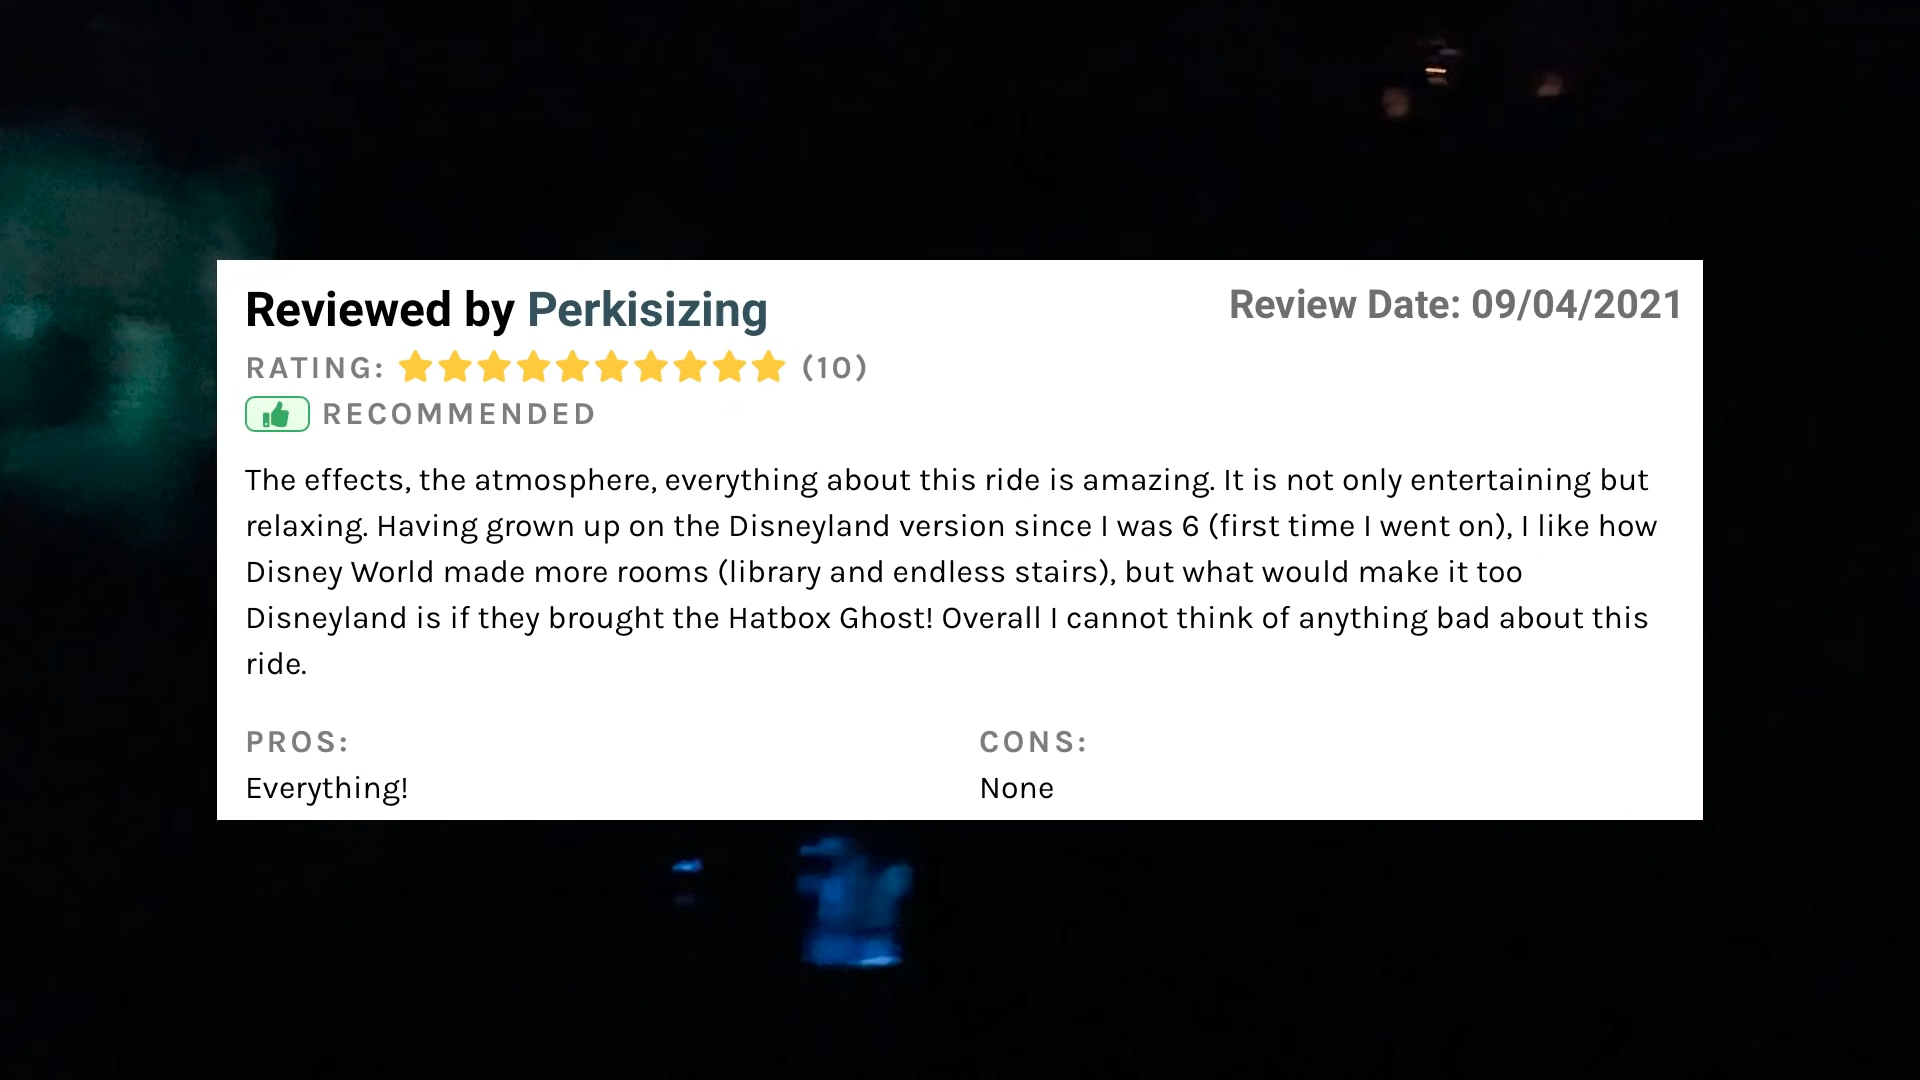 Reviewed by Perkisizing
Review Date: 09/04/2021
RATING: (10)
RECOMMENDED
The effects, the atmosphere, everything about this ride is amazing. It is not only entertaining but
relaxing. Having grown up on the Disneyland version since I was 6 (first time I went on), I like how
Disney World made more rooms (library and endless stairs), but what would make it too
Disneyland is if they brought the Hatbox Ghost! Overall I cannot think of anything bad about this
ride.
PROS:
Everything!
CONS:
None